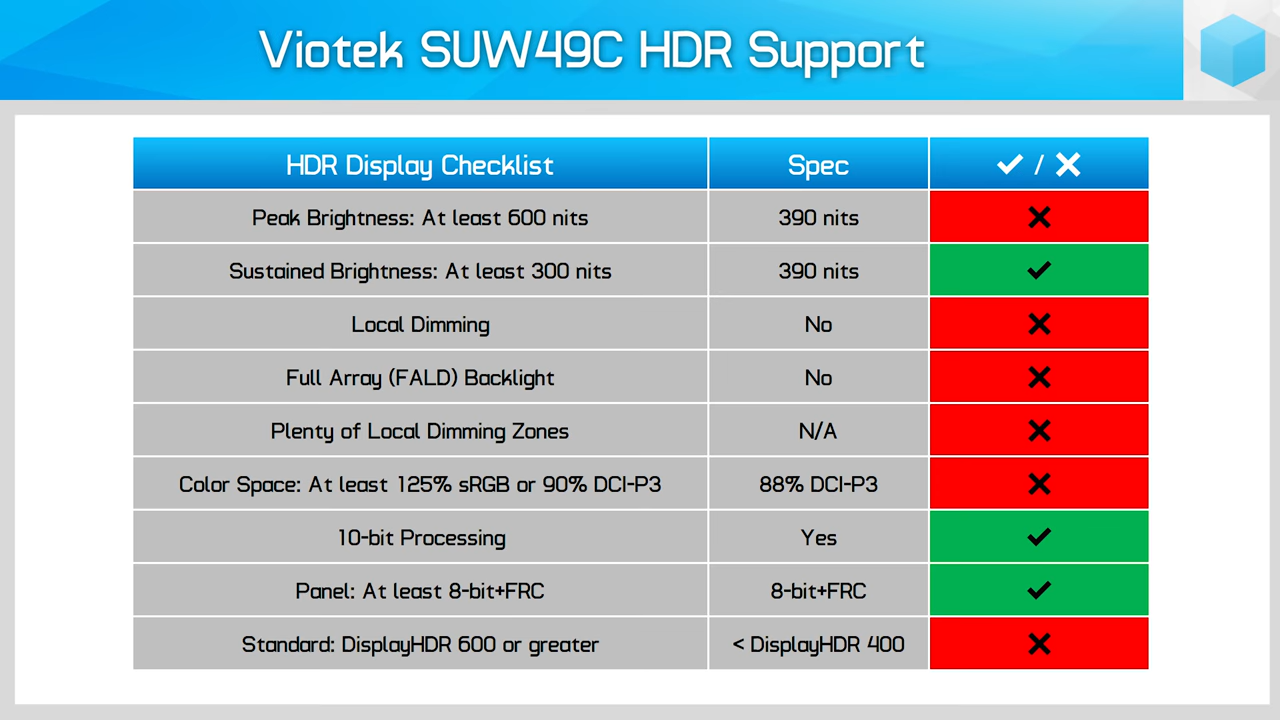 Viotek SUW49C HDR Support
HDR Display Checklist Spec ✓ / ✕
Peak Brightness: At least 600 nits 390 nits ✕
Sustained Brightness: At least 300 nits 390 nits ✓
Local Dimming No ✕
Full Array (FALD) Backlight No ✕
Plenty of Local Dimming Zones N/A ✕
Color Space: At least 125% sRGB or 90% DCI-P3 88% DCI-P3 ✕
10-bit Processing Yes ✓
Panel: At least 8-bit+FRC 8-bit+FRC ✓
Standard: DisplayHDR 600 or greater < DisplayHDR 400 ✕